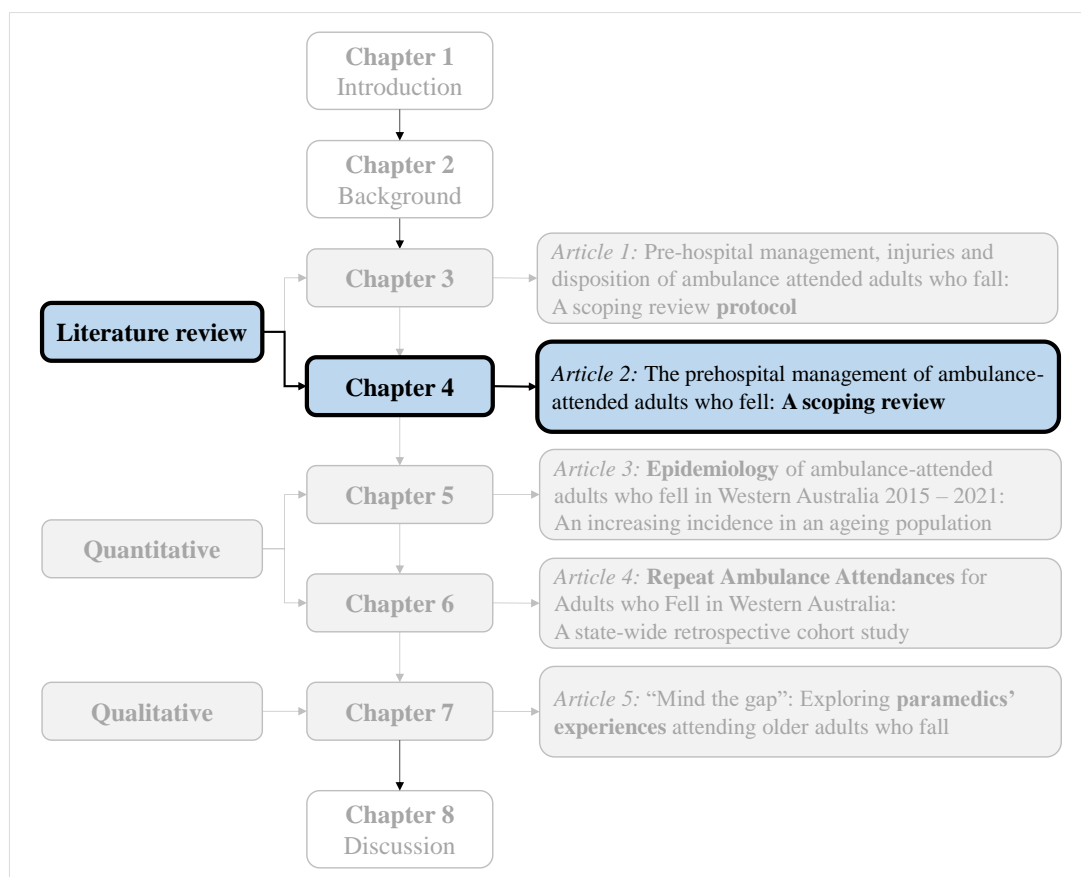 Chapter 1
Introduction
Chapter 2
Background
Chapter 3
Article 1: Pre-hospital management, injuries and
disposition of ambulance attended adults who fall:
A scoping review protocol
Literature review
Chapter 4
Article 2: The prehospital management of ambulance-
attended adults who fell: A scoping review
Quantitative
Chapter 5
Article 3: Epidemiology of ambulance-attended
adults who fell in Western Australia 2015 – 2021:
An increasing incidence in an ageing population
Chapter 6
Article 4: Repeat Ambulance Attendances for
Adults who Fell in Western Australia:
A state-wide retrospective cohort study
Qualitative
Chapter 7
Article 5: “Mind the gap”: Exploring paramedics’
experiences attending older adults who fall
Chapter 8
Discussion